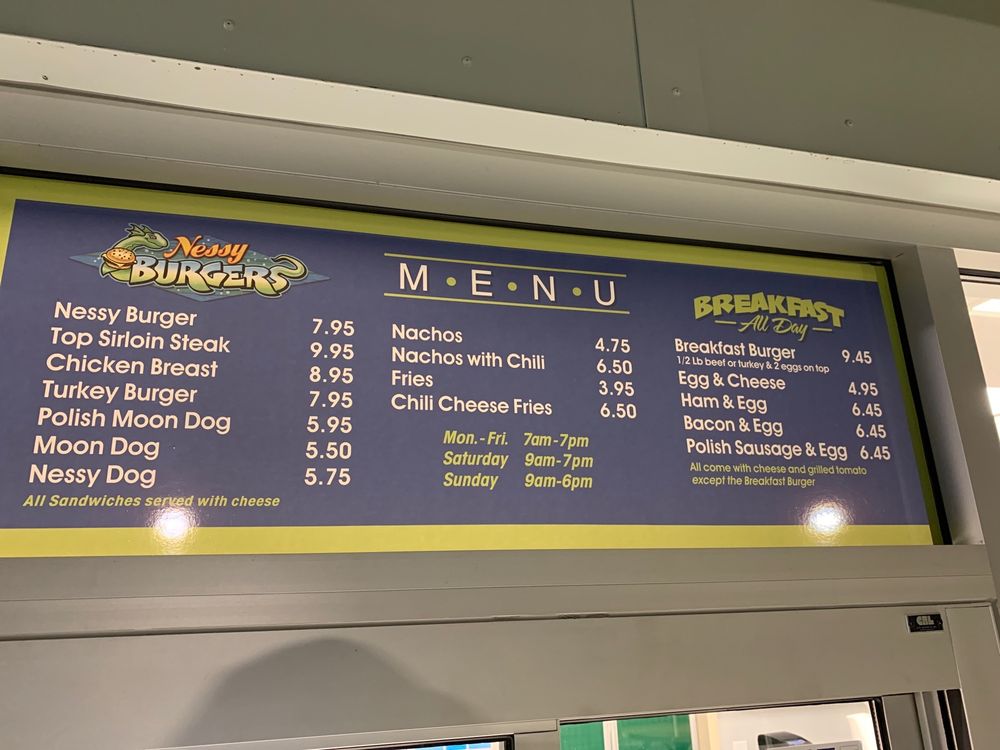 Nessy
BURGERS
Nessy Burger 7.95
Top Sirloin Steak 9.95
Chicken Breast 8.95
Turkey Burger 7.95
Polish Moon Dog 5.95
Moon Dog 5.50
Nessy Dog 5.75
All Sandwiches served with cheese
M•E•N•U
Nachos 4.75
Nachos with Chili 6.50
Fries 3.95
Chili Cheese Fries 6.50
Mon.-Fri. 7am-7pm
Saturday 9am-7pm
Sunday 9am-6pm
BREAKFAST
All Day
Breakfast Burger 9.45
1/2 Lb beef or turkey & 2 eggs on top
Egg & Cheese 4.95
Ham & Egg 6.45
Bacon & Egg 6.45
Polish Sausage & Egg 6.45
All come with cheese and grilled tomato
except the Breakfast Burger
CRL